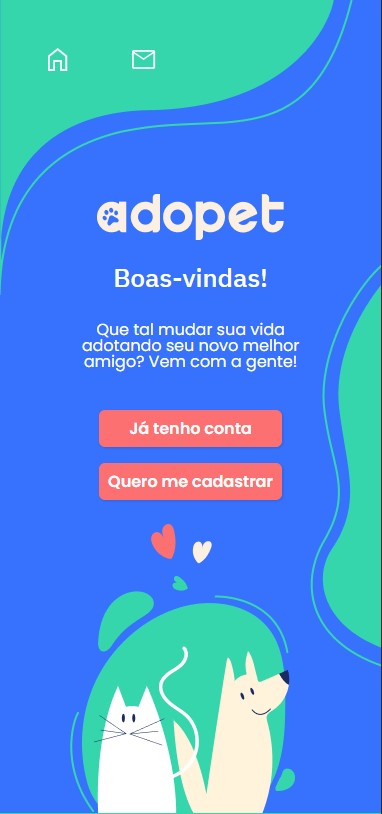 adopet
Boas-vindas!
Que tal mudar sua vida
adotando seu novo melhor
amigo? Vem com a gente!
Já tenho conta
Quero me cadastrar